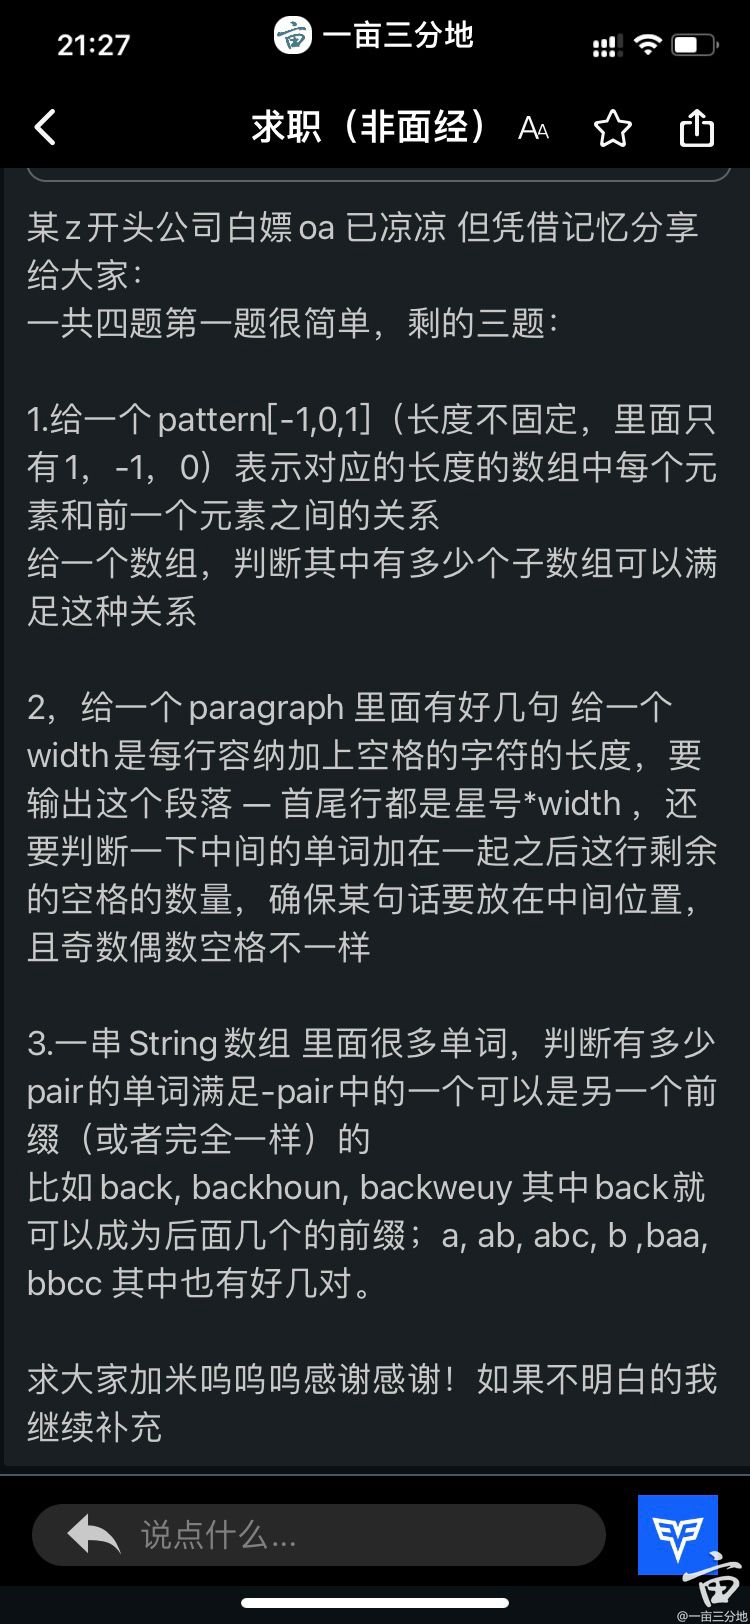 21:27
一亩三分地
求职（非面经）
AA
某z开头公司白嫖oa 已凉凉 但凭借记忆分享
给大家：
一共四题第一题很简单，剩的三题：
1.给一个pattern[-1,0,1]（长度不固定，里面只
有1，-1，0）表示对应的长度的数组中每个元
素和前一个元素之间的关系
给一个数组，判断其中有多少个子数组可以满
足这种关系
2，给一个paragraph 里面有好几句 给一个
width是每行容纳加上空格的字符的长度，要
输出这个段落 — 首尾行都是星号*width ，还
要判断一下中间的单词加在一起之后这行剩余
的空格的数量，确保某句话要放在中间位置，
且奇数偶数空格不一样
3.一串String数组 里面很多单词，判断有多少
pair的单词满足-pair中的一个可以是另一个前
缀（或者完全一样）的
比如back, backhoun, backweuy 其中back就
可以成为后面几个的前缀；a, ab, abc, b ,baa,
bbcc 其中也有好几对。
求大家加米呜呜呜感谢感谢！如果不明白的我
继续补充
说点什么...
亩
@一亩三分地